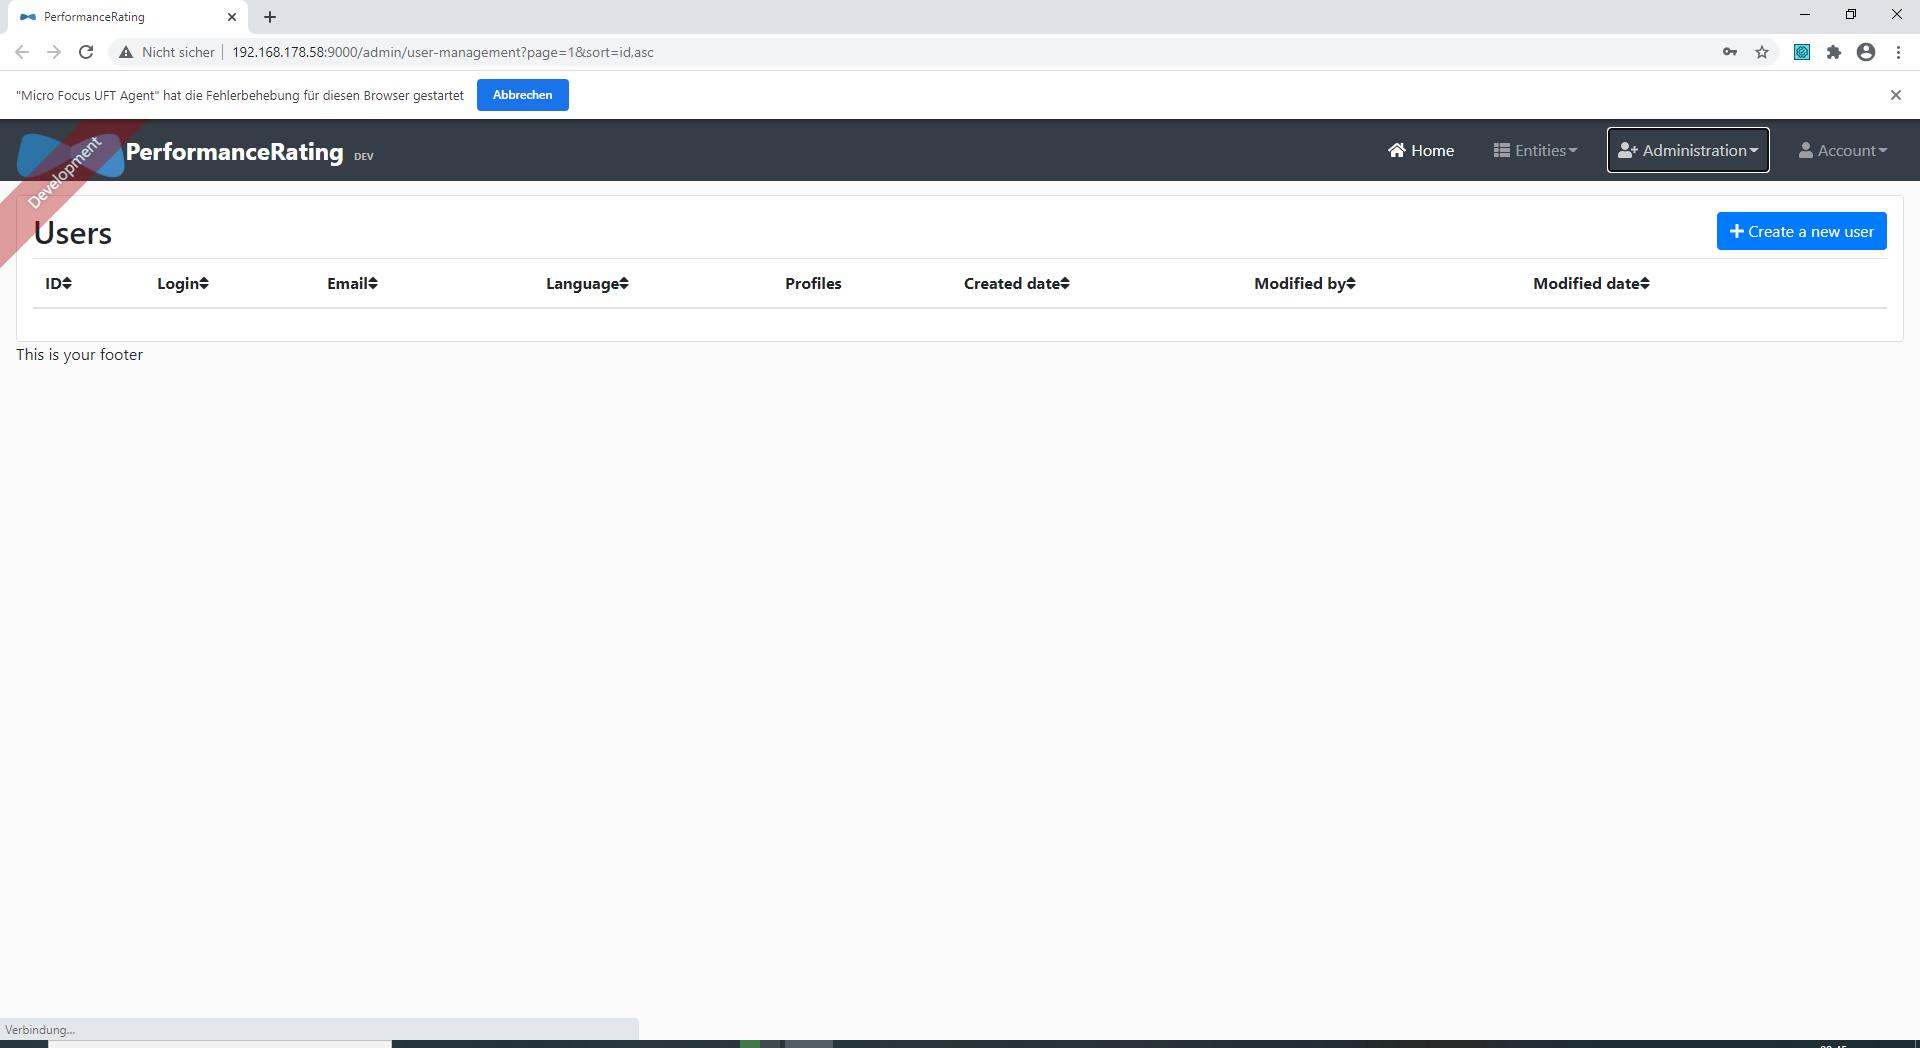 PerformanceRating
Nicht sicher 192.168.178.58:9000/admin/user-management?page=1&sort=id,asc
"Micro Focus UFT Agent" hat die Fehlerbehebung für diesen Browser gestartet Abbrechen
Development
PerformanceRating DEV Home Entities Administration Account
Users Create a new user
ID Login Email Language Profiles Created date Modified by Modified date
This is your footer
Verbindung...